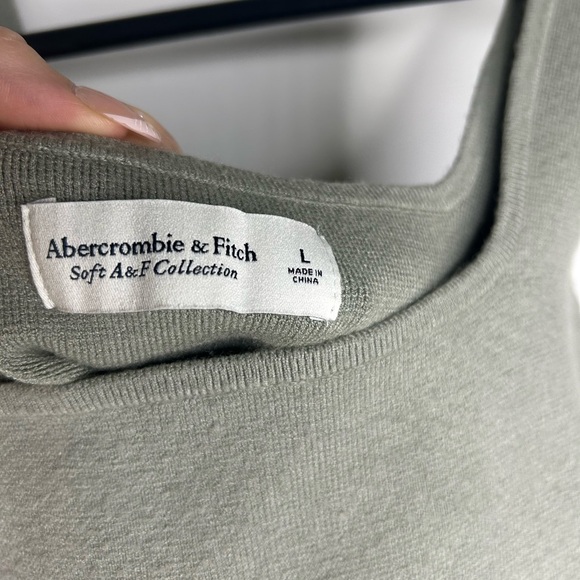 Abercrombie & Fitch
Soft A&F Collection
L
MADE IN
CHINA